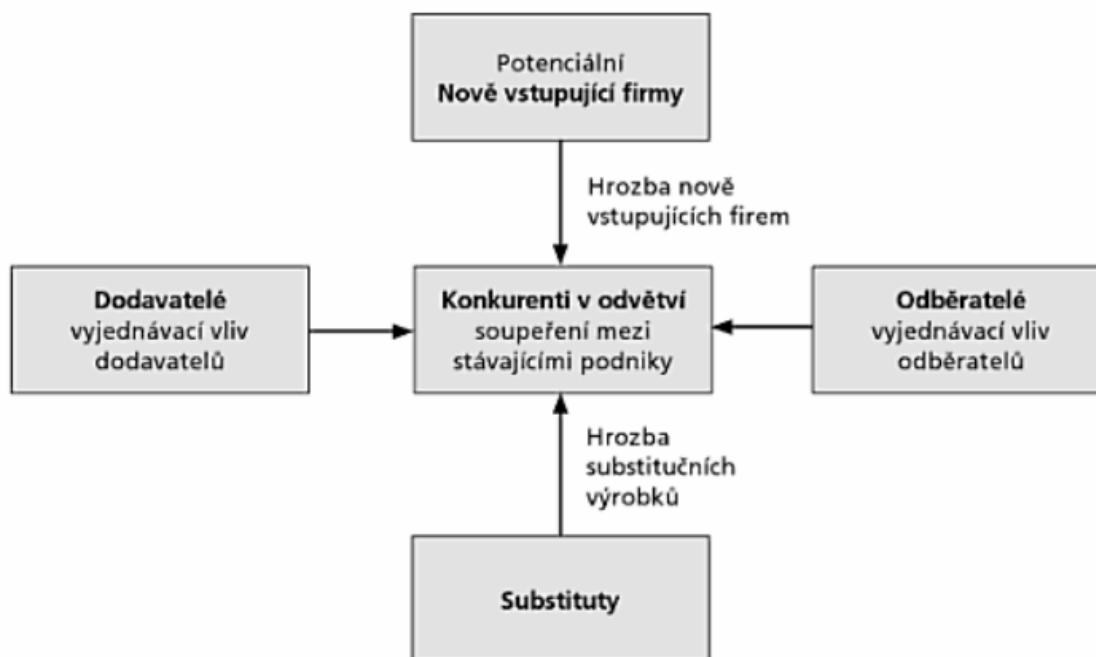 Potenciální
Nově vstupující firmy
Hrozba nově
vstupujících firem
Dodavatelé
vyjednávací vliv
dodavatelů
Konkurenti v odvětví
soupeření mezi
stávajícími podniky
Odběratelé
vyjednávací vliv
odběratelů
Hrozba
substitučních
výrobků
Substituty